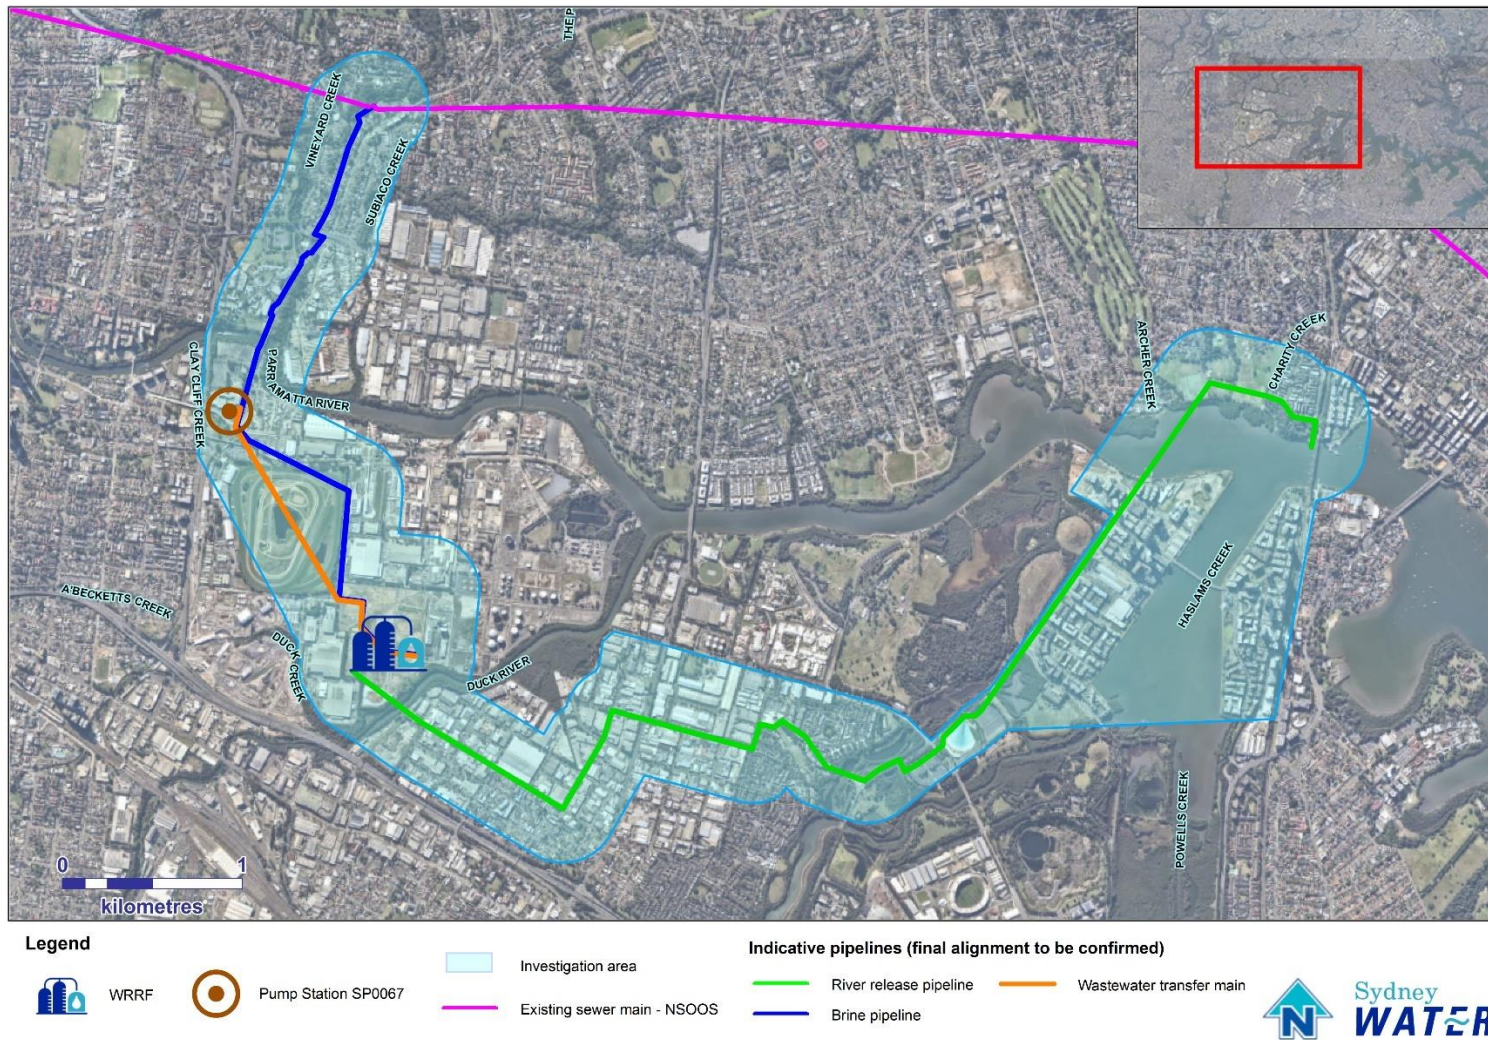 THE P
VINEYARD CREEK
SUBIACO CREEK
CLAY CLIFF CREEK
PARRAMATTA RIVER
ARCHER CREEK
CHARITY CREEK
HASLAMS CREEK
A'BECKETTS CREEK
DUCK CREEK
DUCK RIVER
POWELLS CREEK
0 1
kilometres
Legend
WRRF
Pump Station SP0067
Investigation area
Existing sewer main - NSOOS
Indicative pipelines (final alignment to be confirmed)
River release pipeline
Wastewater transfer main
Brine pipeline
N
Sydney
WATER